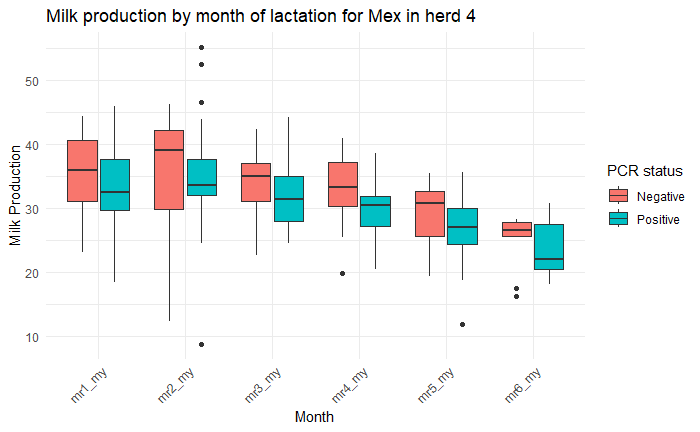 Milk production by month of lactation for Mex in herd 4
Milk Production
50
40
30
20
10
mr1_my
mr2_my
mr3_my
mr4_my
mr5_my
mr6_my
Month
PCR status
Negative
Positive